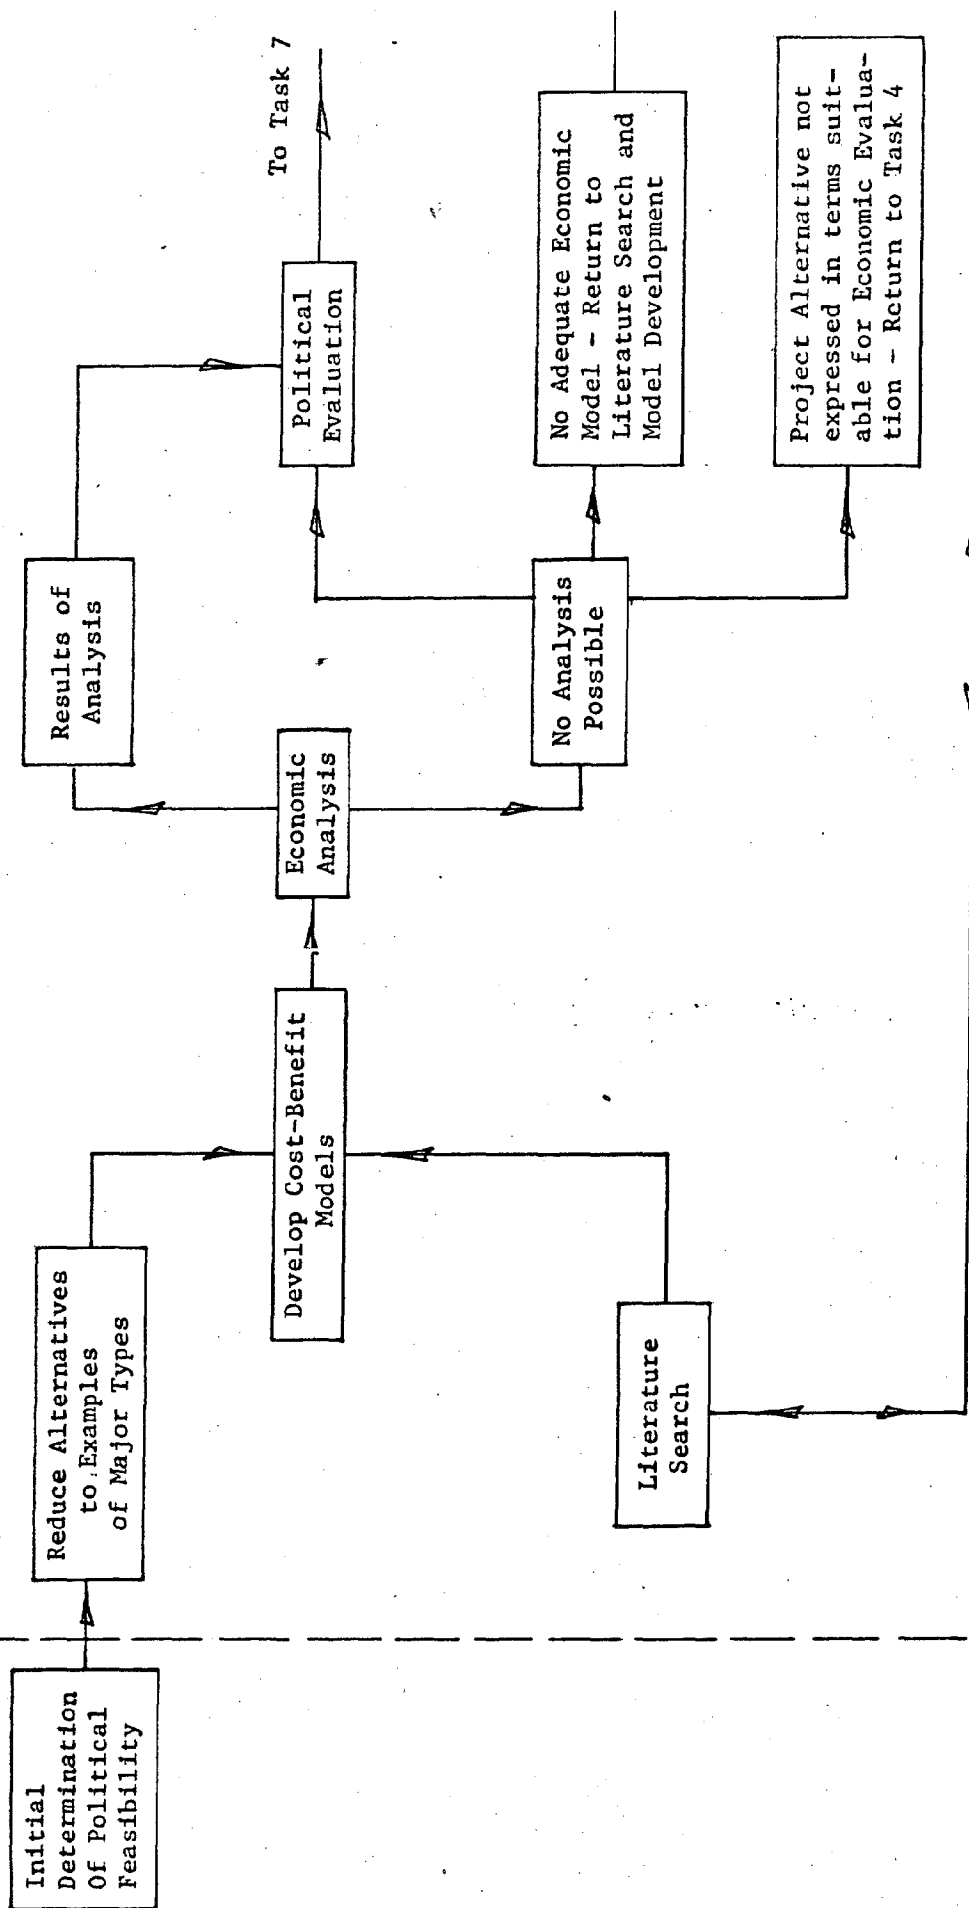 Initial
Determination
Of Political
Feasibility
Reduce Alternatives
to Examples
of Major Types
Literature
Search
Develop Cost-Benefit
Models
Economic
Analysis
Results of
Analysis
No Analysis
Possible
Political
Evaluation
To Task 7
No Adequate Economic
Model - Return to
Literature Search and
Model Development
Project Alternative not
expressed in terms suit-
able for Economic Evalua-
tion - Return to Task 4